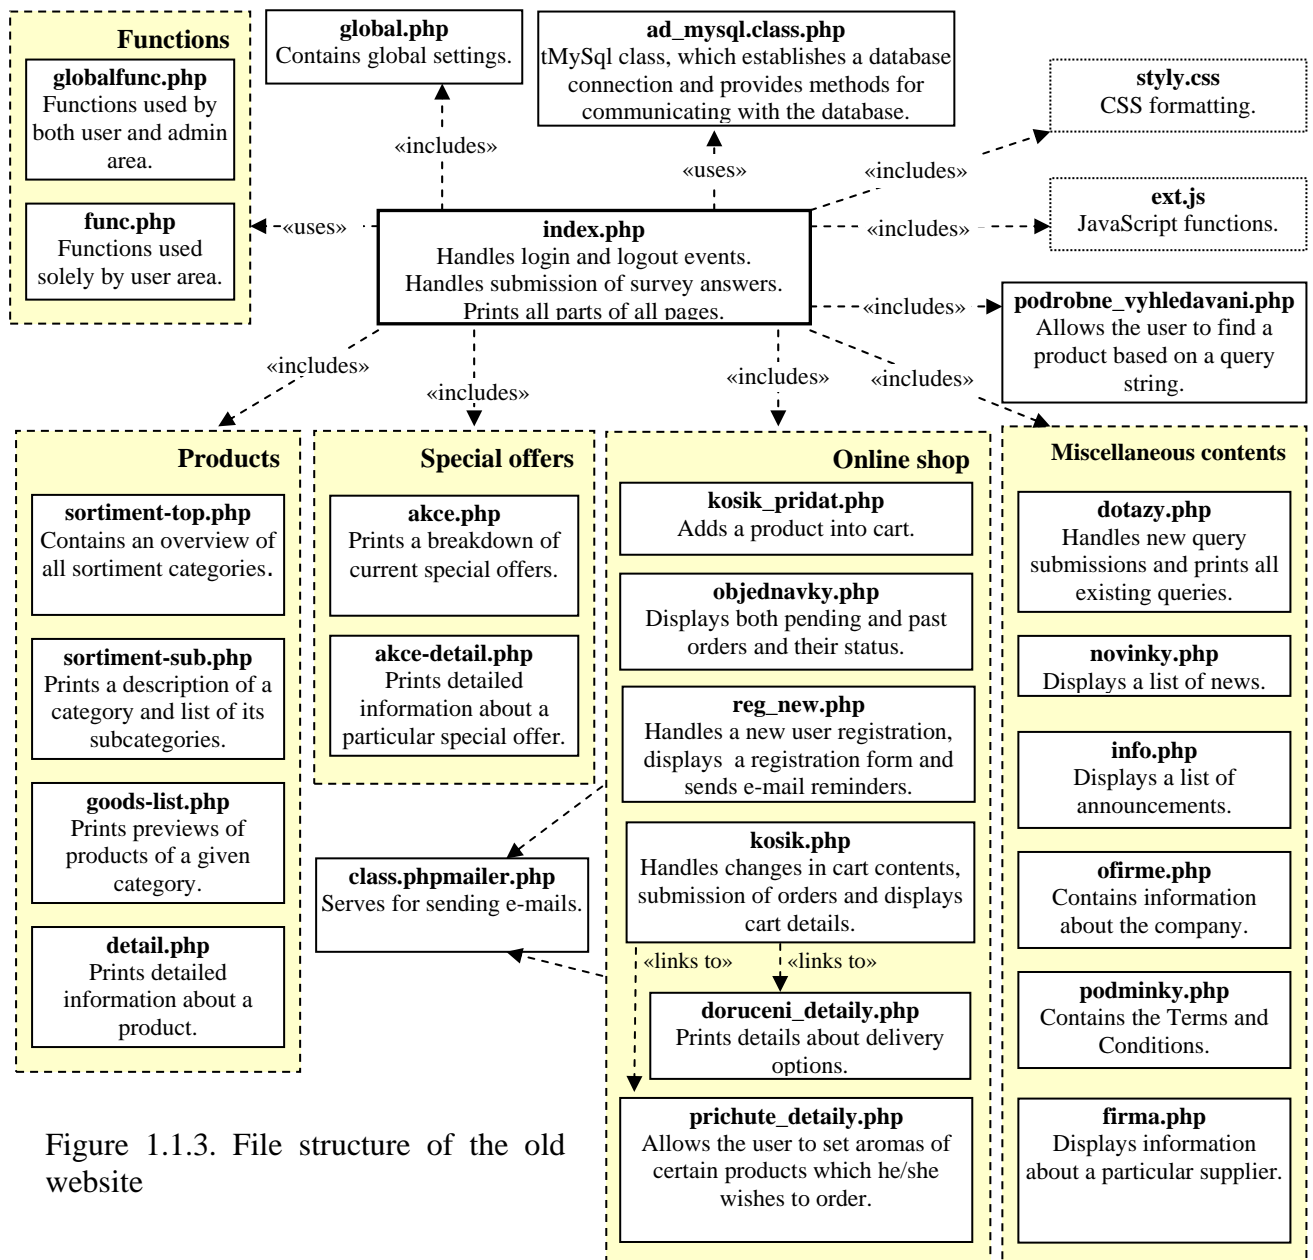 Functions
globalfunc.php
Functions used by
both user and admin
area.
func.php
Functions used
solely by user area.
global.php
Contains global settings.
ad_mysql.class.php
tMySql class, which establishes a database
connection and provides methods for
communicating with the database.
styly.css
CSS formatting.
ext.js
JavaScript functions.
«includes»
«uses»
«includes»
«uses»
«includes»
index.php
Handles login and logout events.
Handles submission of survey answers.
Prints all parts of all pages.
«includes»
podrobne_vyhledavani.php
Allows the user to find a
product based on a query
string.
«includes»
«includes»
«includes»
«includes»
Products
sortiment-top.php
Contains an overview of
all sortiment categories.
sortiment-sub.php
Prints a description of a
category and list of its
subcategories.
goods-list.php
Prints previews of
products of a given
category.
detail.php
Prints detailed
information about a
product.
Special offers
akce.php
Prints a breakdown of
current special offers.
akce-detail.php
Prints detailed
information about a
particular special offer.
class.phpmailer.php
Serves for sending e-mails.
Online shop
kosik_pridat.php
Adds a product into cart.
objednavky.php
Displays both pending and past
orders and their status.
reg_new.php
Handles a new user registration,
displays a registration form and
sends e-mail reminders.
kosik.php
Handles changes in cart contents,
submission of orders and displays
cart details.
«links to»
«links to»
doruceni_detaily.php
Prints details about delivery
options.
prichute_detaily.php
Allows the user to set aromas of
certain products which he/she
wishes to order.
Miscellaneous contents
dotazy.php
Handles new query
submissions and prints all
existing queries.
novinky.php
Displays a list of news.
info.php
Displays a list of
announcements.
ofirme.php
Contains information
about the company.
podminky.php
Contains the Terms and
Conditions.
firma.php
Displays information
about a particular supplier.
Figure 1.1.3. File structure of the old
website